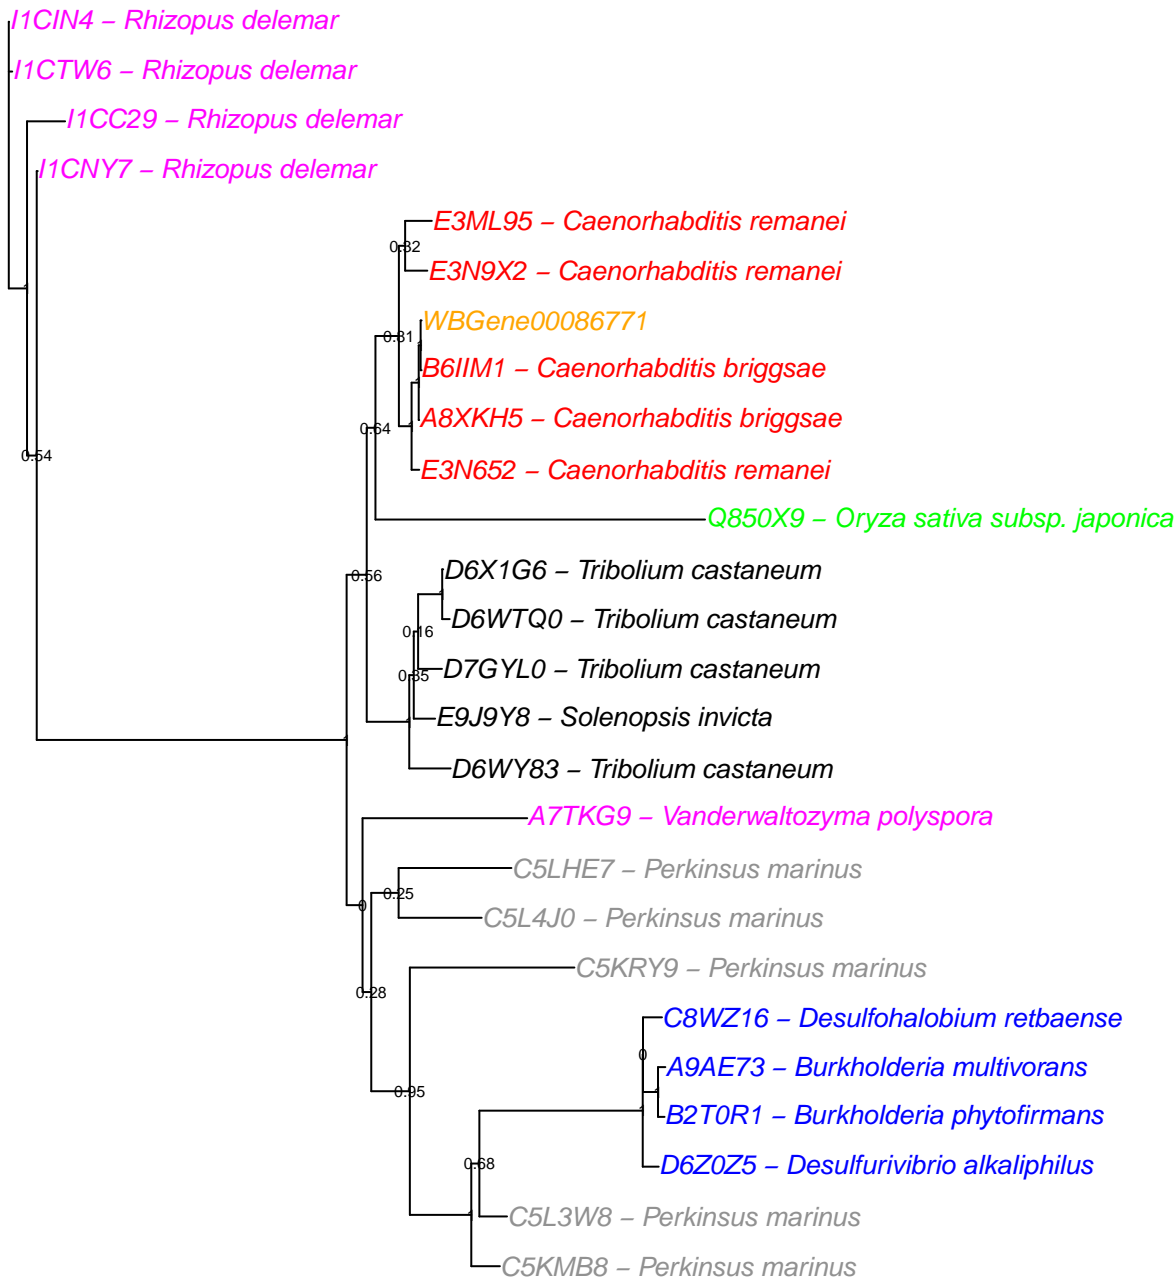 I1CIN4 – Rhizopus delemar
I1CTW6 – Rhizopus delemar
I1CC29 – Rhizopus delemar
I1CNY7 – Rhizopus delemar
E3ML95 – Caenorhabditis remanei
0.32
E3N9X2 – Caenorhabditis remanei
WBGene00086771
0.81
B6IIM1 – Caenorhabditis briggsae
A8XKH5 – Caenorhabditis briggsae
0.64
0.54
E3N652 – Caenorhabditis remanei
Q850X9 – Oryza sativa subsp. japonica
D6X1G6 – Tribolium castaneum
0.56
D6WTQ0 – Tribolium castaneum
0.16
D7GYL0 – Tribolium castaneum
0.35
E9J9Y8 – Solenopsis invicta
D6WY83 – Tribolium castaneum
A7TKG9 – Vanderwaltozyma polyspora
C5LHE7 – Perkinsus marinus
0.25
0
C5L4J0 – Perkinsus marinus
C5KRY9 – Perkinsus marinus
0.28
C8WZ16 – Desulfohalobium retbaense
0
A9AE73 – Burkholderia multivorans
0.95
B2T0R1 – Burkholderia phytofirmans
0.68
D6Z0Z5 – Desulfurivibrio alkaliphilus
C5L3W8 – Perkinsus marinus
C5KMB8 – Perkinsus marinus